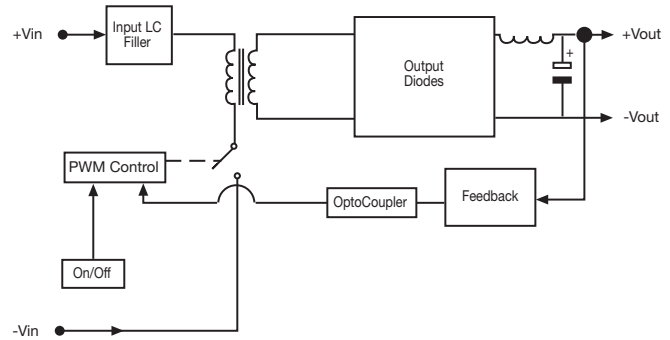 +Vin
Input LC
Filler
Output
Diodes
+
+Vout
-Vout
PWM Control
OptoCoupler
Feedback
On/Off
-Vin